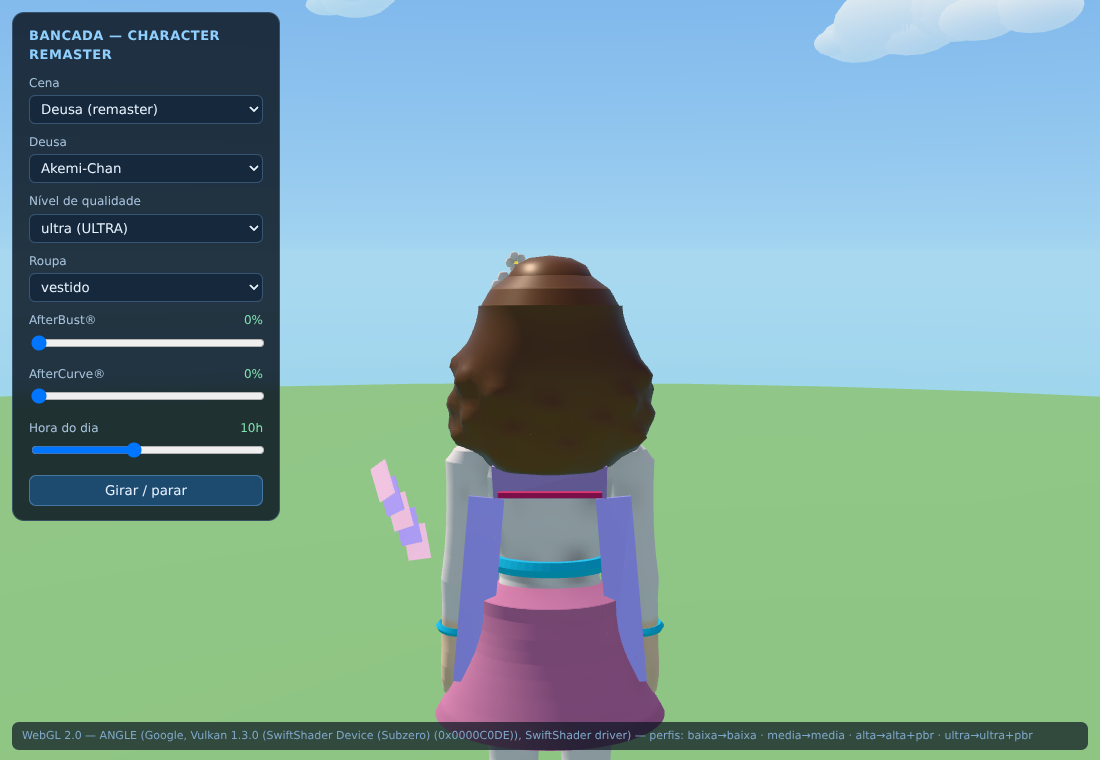 BANCADA — CHARACTER
REMASTER
Cena
Deusa (remaster)
Deusa
Akemi-Chan
Nível de qualidade
ultra (ULTRA)
Roupa
vestido
AfterBust® 0%
AfterCurve® 0%
Hora do dia 10h
Girar / parar
WebGL 2.0 — ANGLE (Google, Vulkan 1.3.0 (SwiftShader Device (Subzero) (0x0000C0DE)), SwiftShader driver) — perfis: baixa→baixa · media→media · alta→alta+pbr · ultra→ultra+pbr